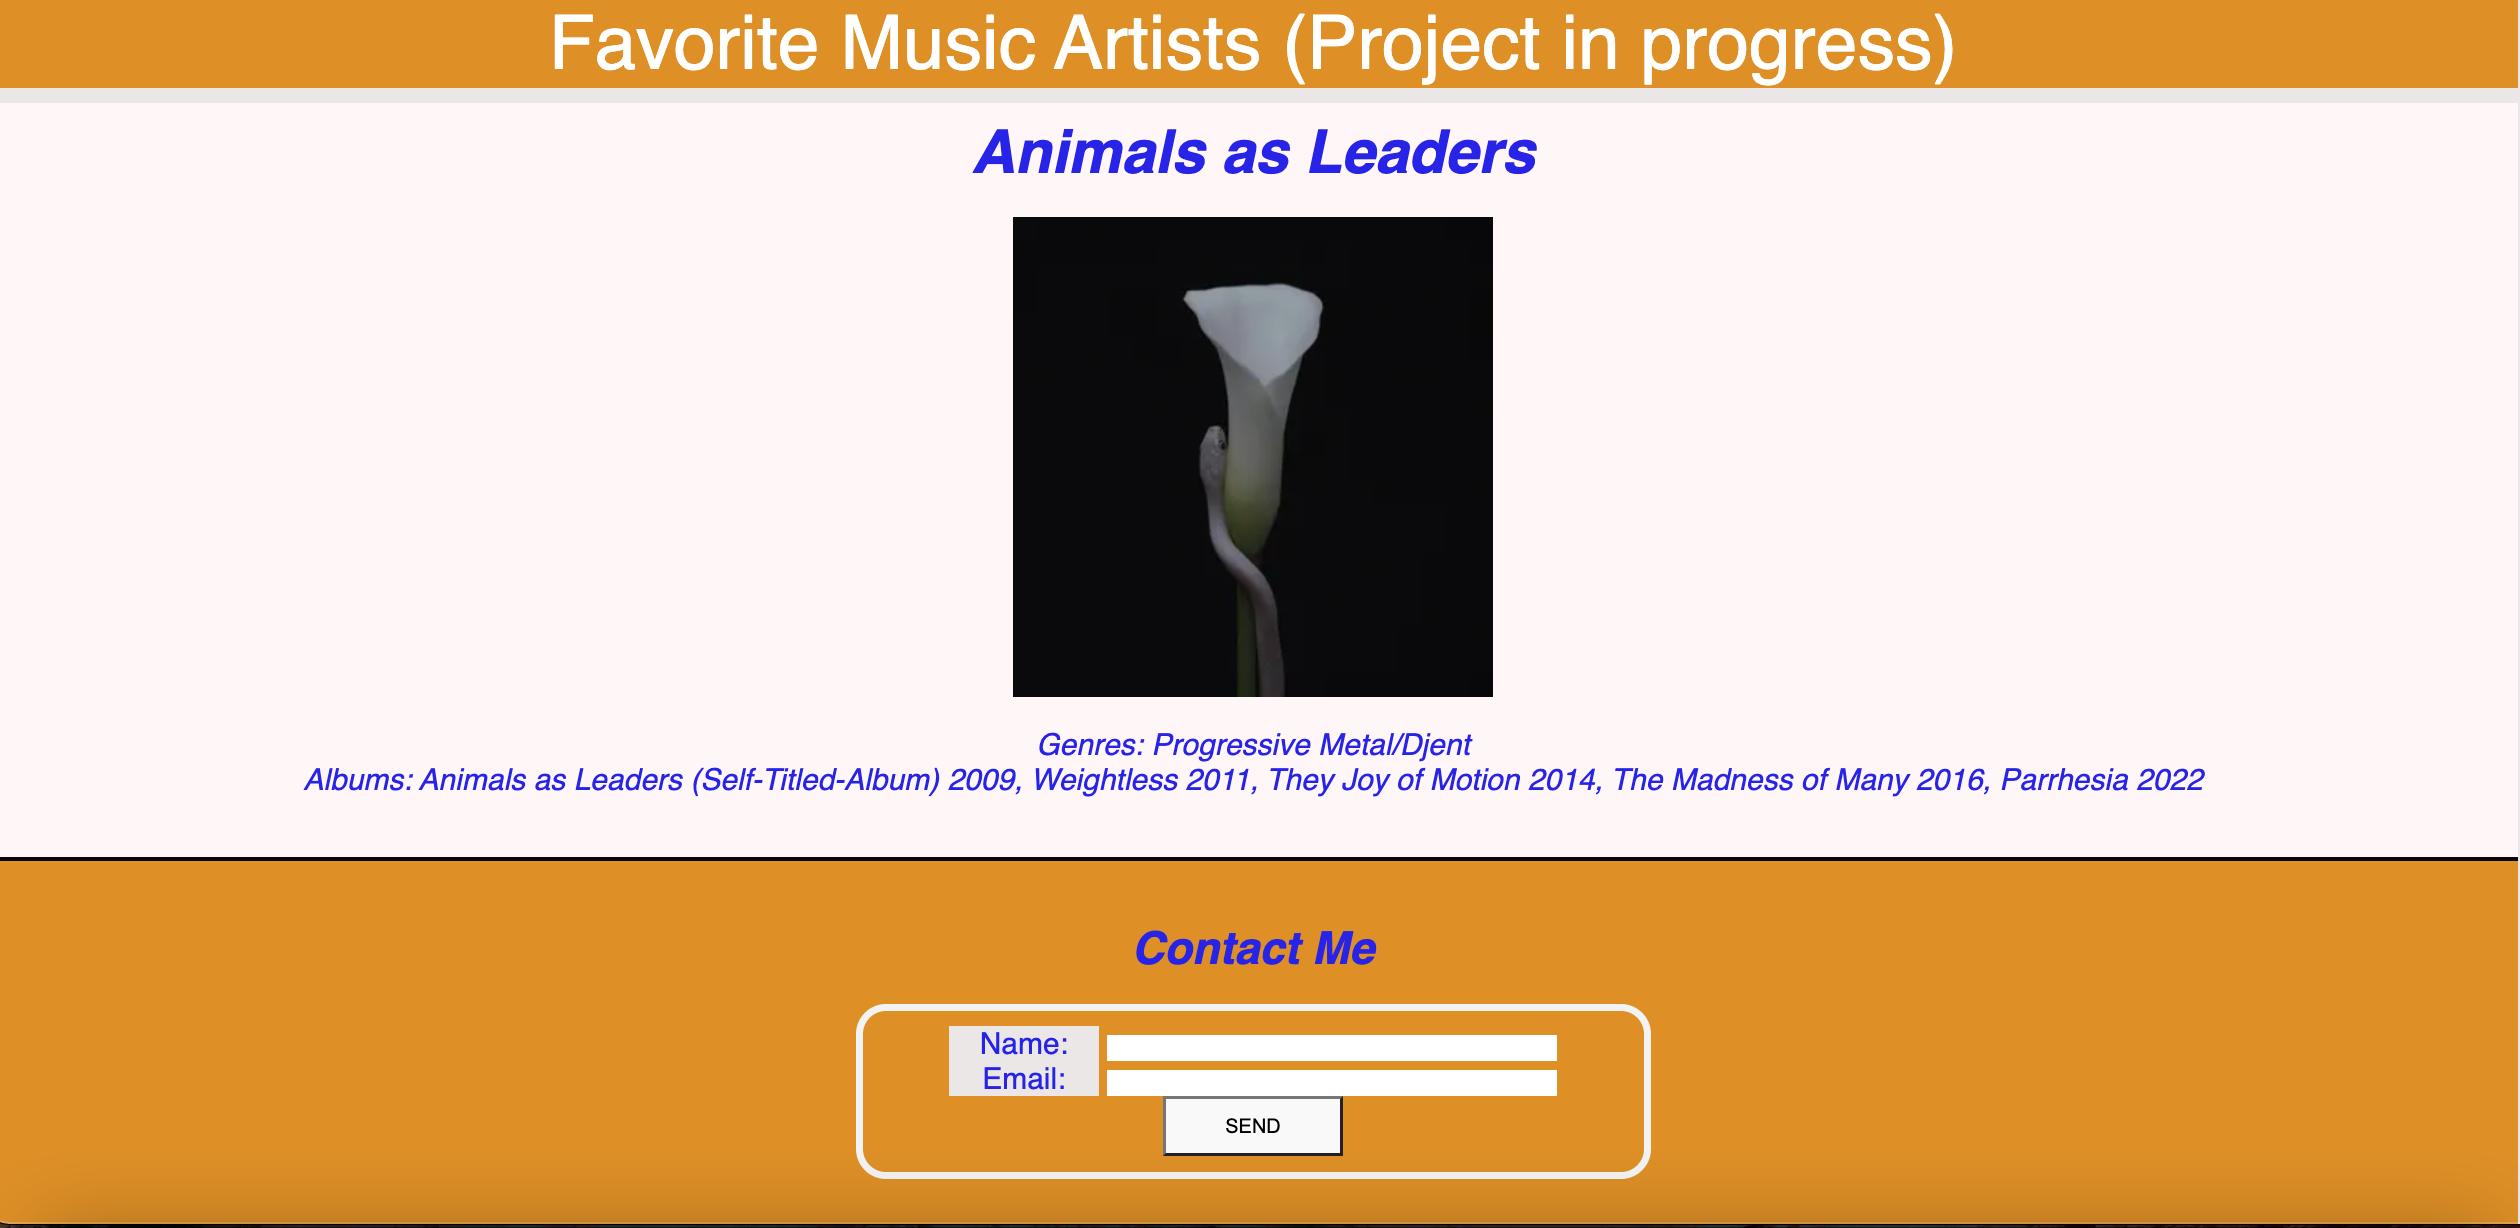 Favorite Music Artists (Project in progress)
Animals as Leaders
Genres: Progressive Metal/Djent
Albums: Animals as Leaders (Self-Titled-Album) 2009, Weightless 2011, They Joy of Motion 2014, The Madness of Many 2016, Parrhesia 2022
Contact Me
Name:
Email:
SEND